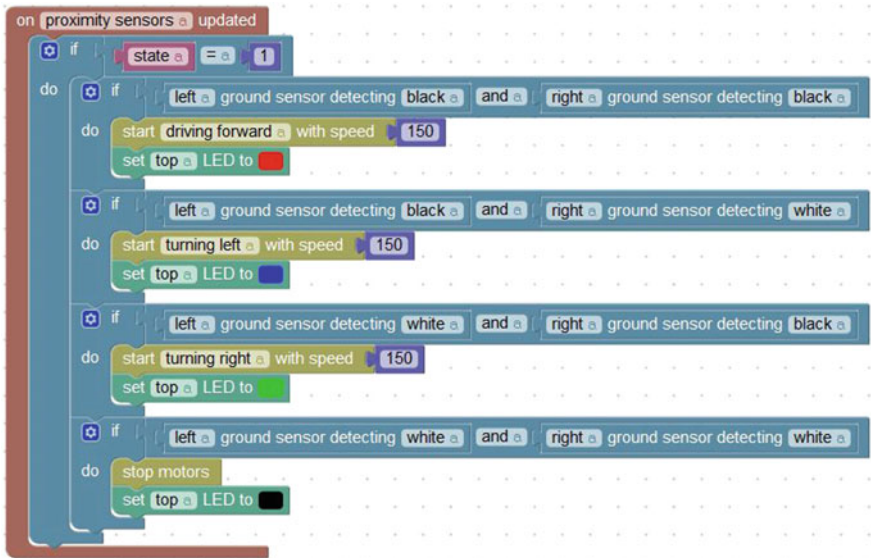 on proximity sensors updated
if state = 1
do if left ground sensor detecting black and right ground sensor detecting black
do start driving forward with speed 150
set top LED to
if left ground sensor detecting black and right ground sensor detecting white
do start turning left with speed 150
set top LED to
if left ground sensor detecting white and right ground sensor detecting black
do start turning right with speed 150
set top LED to
if left ground sensor detecting white and right ground sensor detecting white
do stop motors
set top LED to